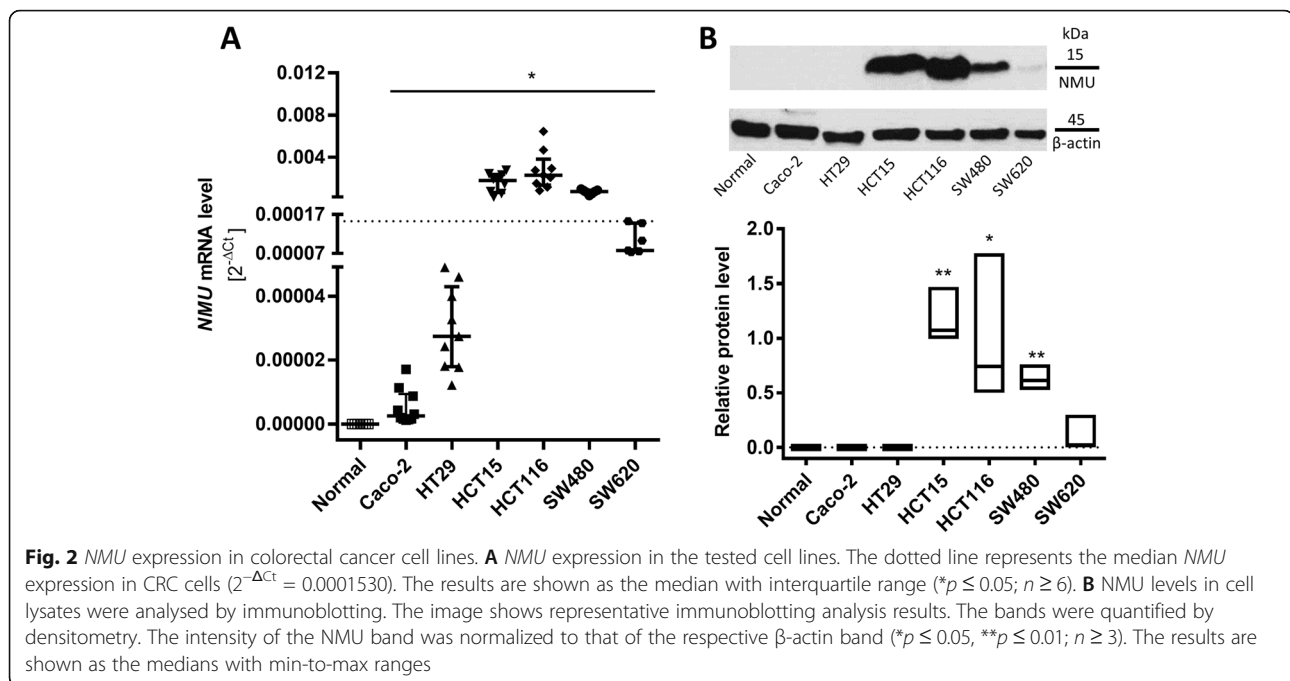 A
0.012
0.008
0.004
0.00017
0.00007
0.00004
0.00002
0.00000
NMU mRNA level
[2-ΔCt]
*
Normal
Caco-2
HT29
HCT15
HCT116
SW480
SW620
B
kDa
15
NMU
45
β-actin
Normal
Caco-2
HT29
HCT15
HCT116
SW480
SW620
2.0
1.5
1.0
0.5
0.0
Relative protein level
**
*
**
Normal
Caco-2
HT29
HCT15
HCT116
SW480
SW620
Fig. 2 NMU expression in colorectal cancer cell lines. A NMU expression in the tested cell lines. The dotted line represents the median NMU
expression in CRC cells (2−ΔCt = 0.0001530). The results are shown as the median with interquartile range (*p ≤ 0.05; n ≥ 6). B NMU levels in cell
lysates were analysed by immunoblotting. The image shows representative immunoblotting analysis results. The bands were quantified by
densitometry. The intensity of the NMU band was normalized to that of the respective β-actin band (*p ≤ 0.05, **p ≤ 0.01; n ≥ 3). The results are
shown as the medians with min-to-max ranges